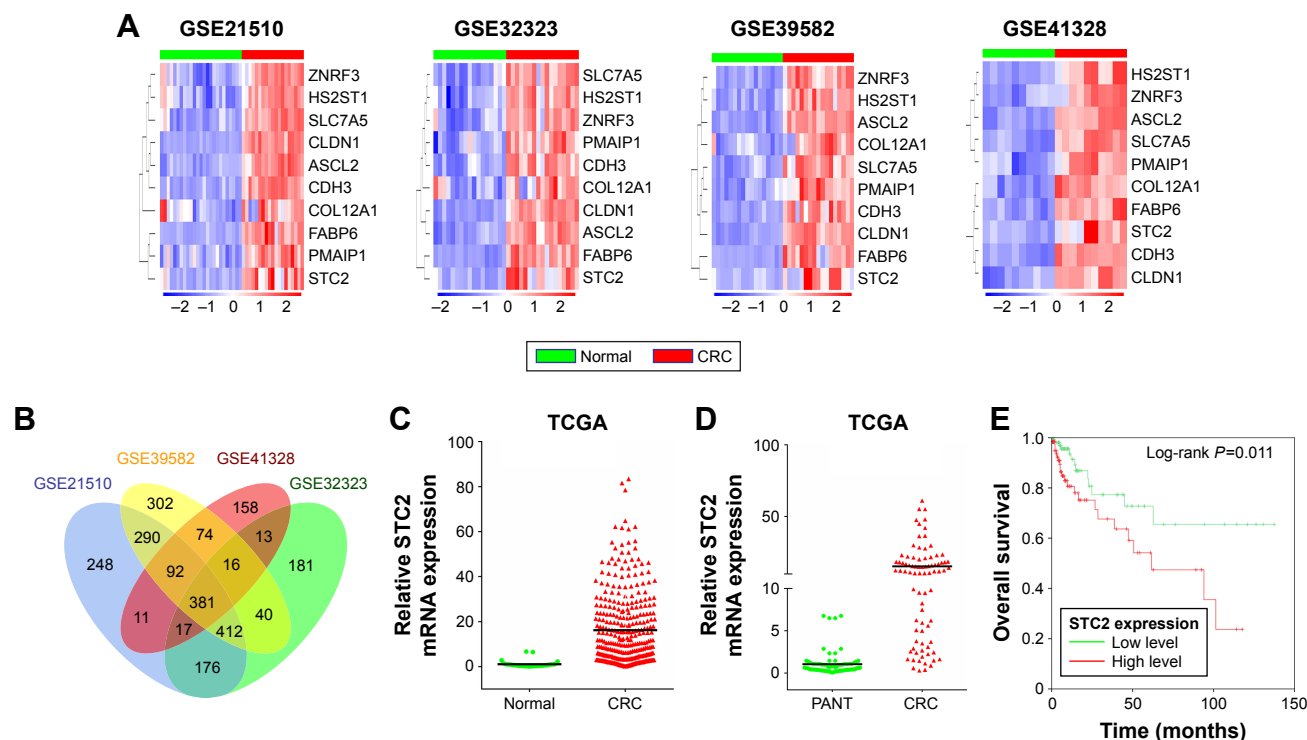 A
GSE21510
ZNRF3
HS2ST1
SLC7A5
CLDN1
ASCL2
CDH3
COL12A1
FABP6
PMAIP1
STC2
–2 –1 0 1 2
GSE32323
SLC7A5
HS2ST1
ZNRF3
PMAIP1
CDH3
COL12A1
CLDN1
ASCL2
FABP6
STC2
–2 –1 0 1 2
GSE39582
ZNRF3
HS2ST1
ASCL2
COL12A1
SLC7A5
PMAIP1
CDH3
CLDN1
FABP6
STC2
–2 –1 0 1 2
GSE41328
HS2ST1
ZNRF3
ASCL2
SLC7A5
PMAIP1
COL12A1
FABP6
STC2
CDH3
CLDN1
–2 –1 0 1 2
Normal CRC
B
GSE39582 GSE41328
GSE21510 GSE32323
302 158
290 74 13
248 92 16 181
381
11 17 412 40
176
C
TCGA
Relative STC2
mRNA expression
100
80
60
40
20
0
Normal CRC
D
TCGA
Relative STC2
mRNA expression
100
50
10
5
0
PANT CRC
E
Overall survival
1.0
0.8
0.6
0.4
0.2
0
Log-rank P=0.011
STC2 expression
Low level
High level
0 50 100 150
Time (months)